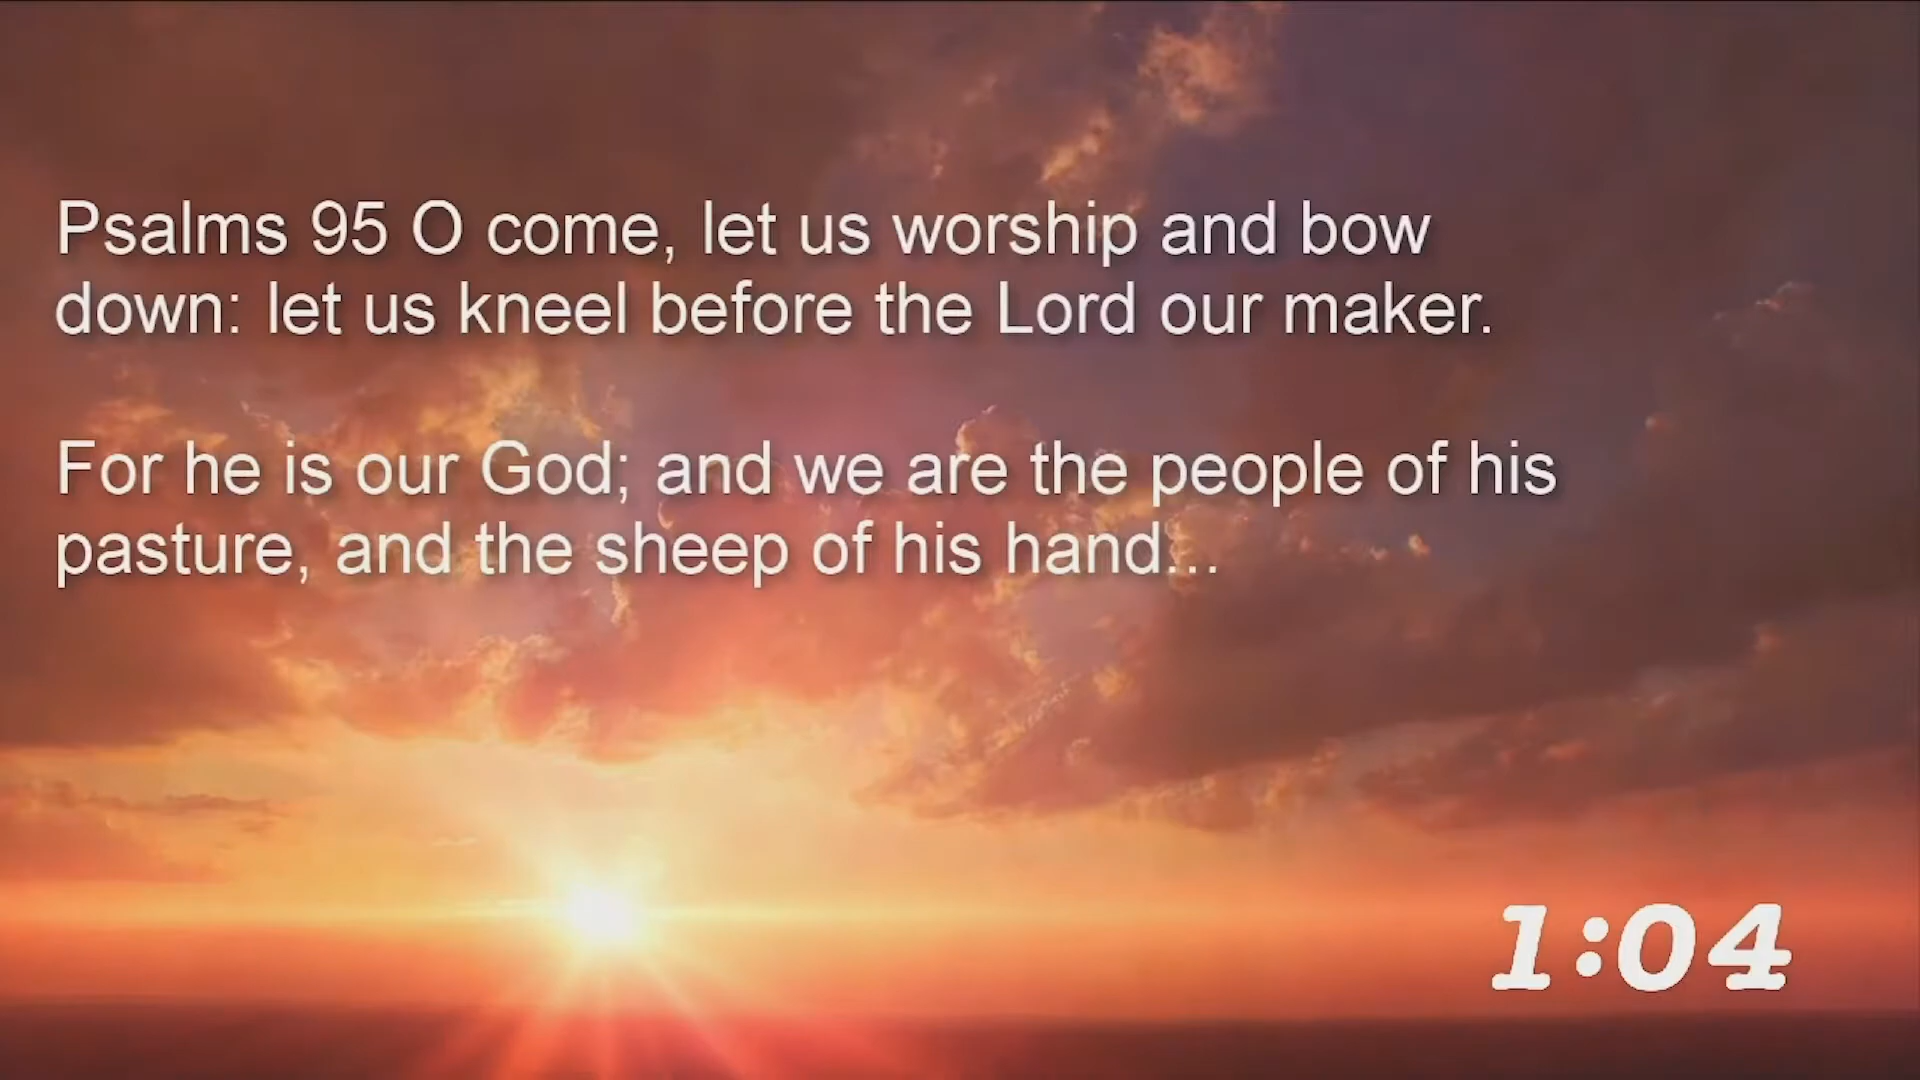 Psalms 95 O come, let us worship and bow
down: let us kneel before the Lord our maker.
For he is our God; and we are the people of his
pasture, and the sheep of his hand...
1:04